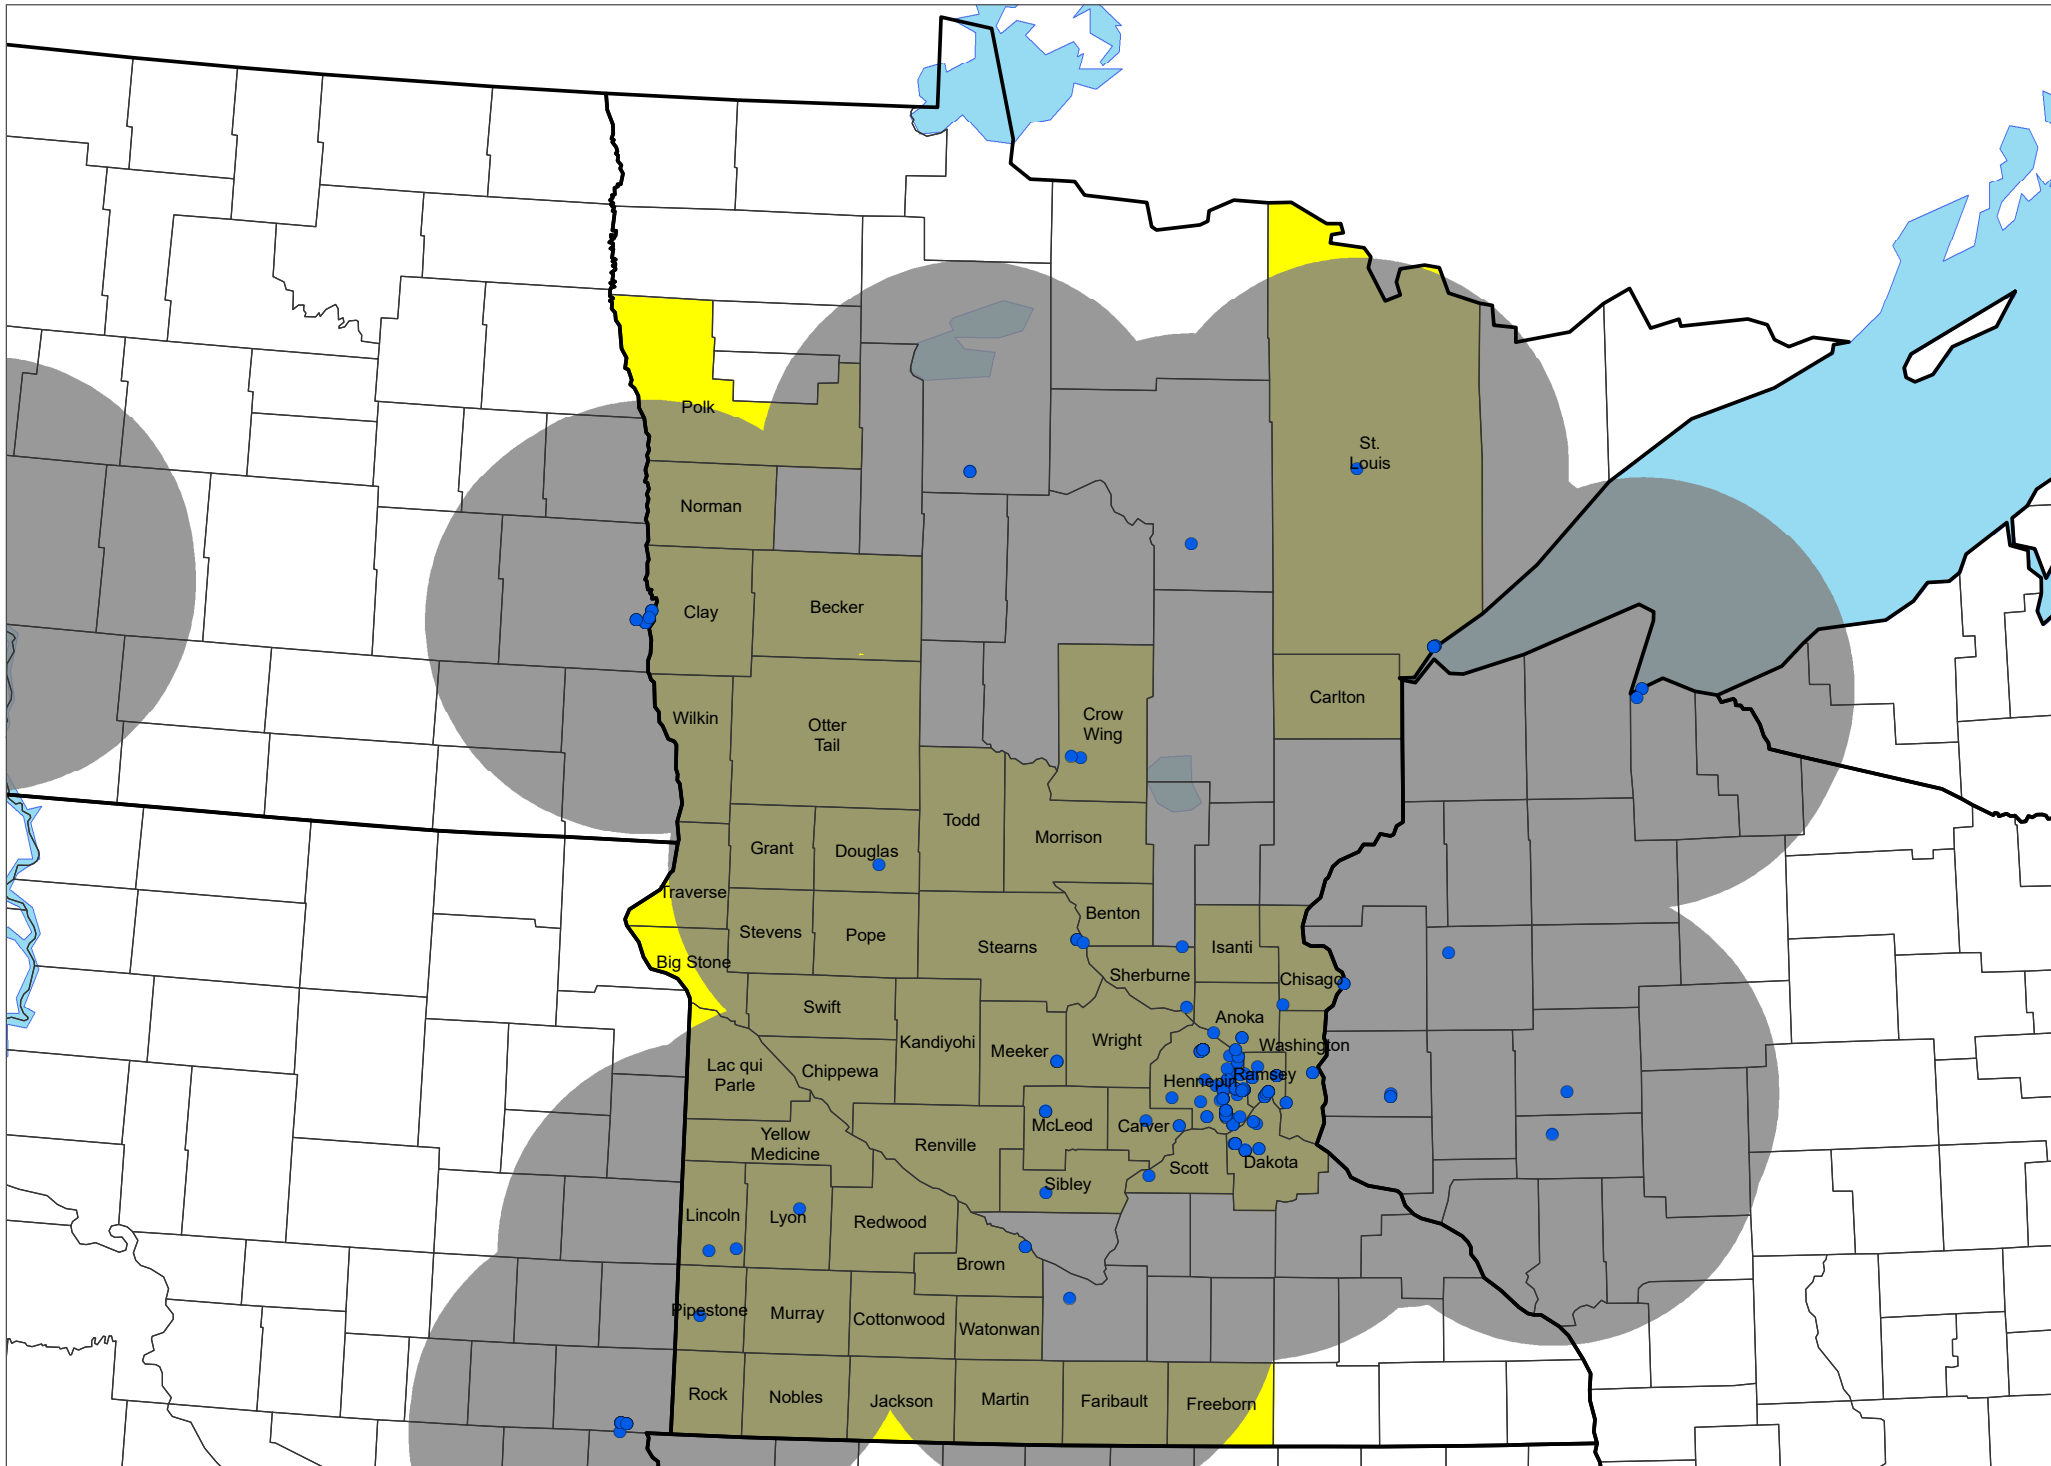 Polk
St.
Louis
Norman
Clay
Becker
Wilkin
Otter
Tail
Crow
Wing
Carlton
Todd
Morrison
Grant
Douglas
Traverse
Stevens
Pope
Stearns
Benton
Isanti
Big Stone
Sherburne
Chisago
Swift
Anoka
Kandiyohi
Meeker
Wright
Washington
Lac qui
Parle
Chippewa
Hennepin
Ramsey
McLeod
Carver
Yellow
Medicine
Renville
Scott
Dakota
Sibley
Lincoln
Lyon
Redwood
Brown
Pipestone
Murray
Cottonwood
Watonwan
Rock
Nobles
Jackson
Martin
Faribault
Freeborn